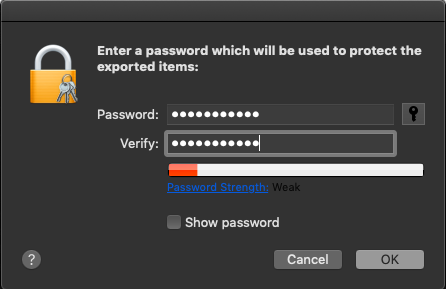 Enter a password which will be used to protect the
exported items:
Password: •••••••••••
Verify: •••••••••••
Password Strength: Weak
Show password
? Cancel OK